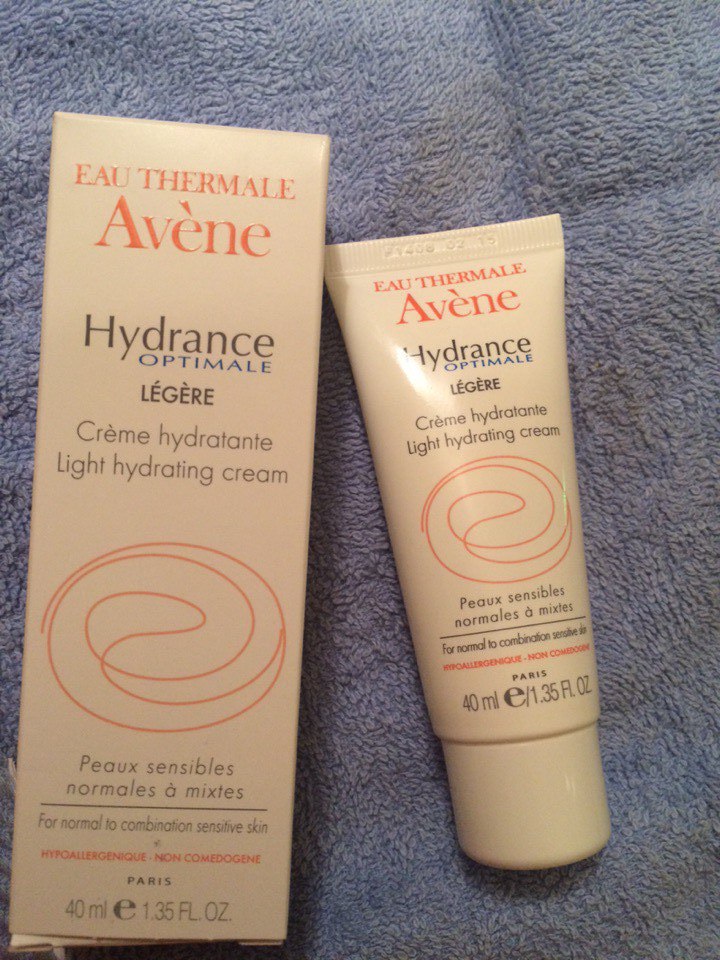 EAU THERMALE
Avène
Hydrance
OPTIMALE
LÉGÈRE
Crème hydratante
Light hydrating cream
Peaux sensibles
normales à mixtes
For normal to combination sensitive skin
HYPOALLERGENIQUE - NON COMEDOGENE
PARIS
40 ml e 1.35 FL. OZ.
EAU THERMALE
Avène
Hydrance
OPTIMALE
LÉGÈRE
Crème hydratante
Light hydrating cream
Peaux sensibles
normales à mixtes
For normal to combination sensitive skin
HYPOALLERGENIQUE - NON COMEDOGENE
PARIS
40 ml e/1.35 FL. OZ.